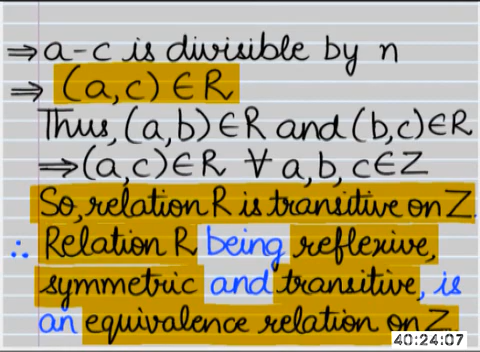 ⇒ a-c is divisible by n
⇒ (a,c) ∈ R
Thus, (a,b) ∈ R and (b,c) ∈ R
⇒ (a,c) ∈ R ∀ a,b,c ∈ Z
So, relation R is transitive on Z.
∴ Relation R being reflexive,
symmetric and transitive, is
an equivalence relation on Z
40:24:07